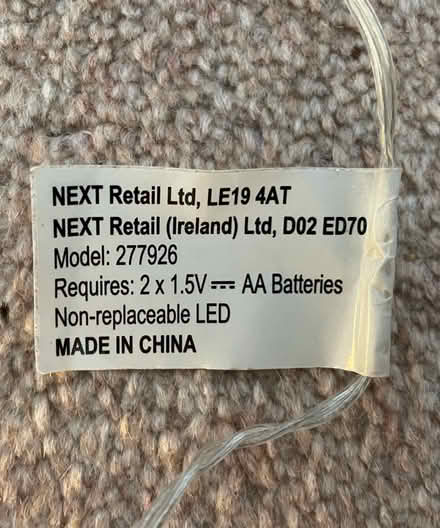 NEXT Retail Ltd, LE19 4AT
NEXT Retail (Ireland) Ltd, D02 ED70
Model: 277926
Requires: 2 x 1.5V ⎓ AA Batteries
Non-replaceable LED
MADE IN CHINA